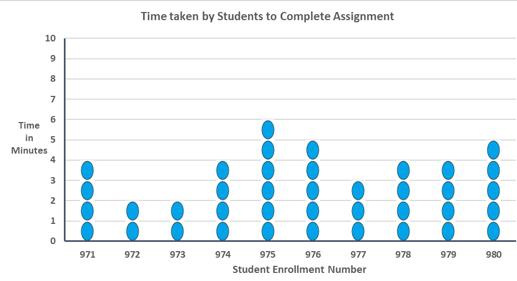 Time taken by Students to Complete Assignment
10
9
8
7
6
5
4
3
2
1
0
Time
in
Minutes
971 972 973 974 975 976 977 978 979 980
Student Enrollment Number